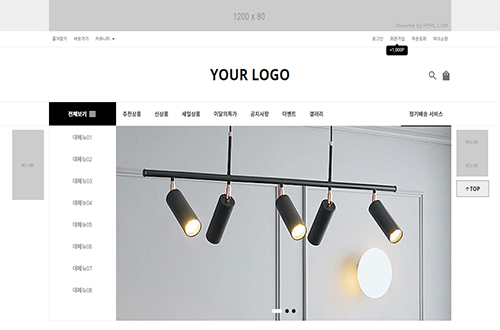 1200 x 80
Powered by HTML.COM
즐겨찾기 바로가기 커뮤니티
로그인 회원가입 주문조회 마이쇼핑
+1,000P
YOUR LOGO
전체보기 추천상품 신상품 세일상품 이달의특가 공지사항 이벤트 갤러리 정기배송 서비스
대메뉴01
대메뉴02
대메뉴03
대메뉴04
대메뉴05
대메뉴06
대메뉴07
대메뉴08
TOP